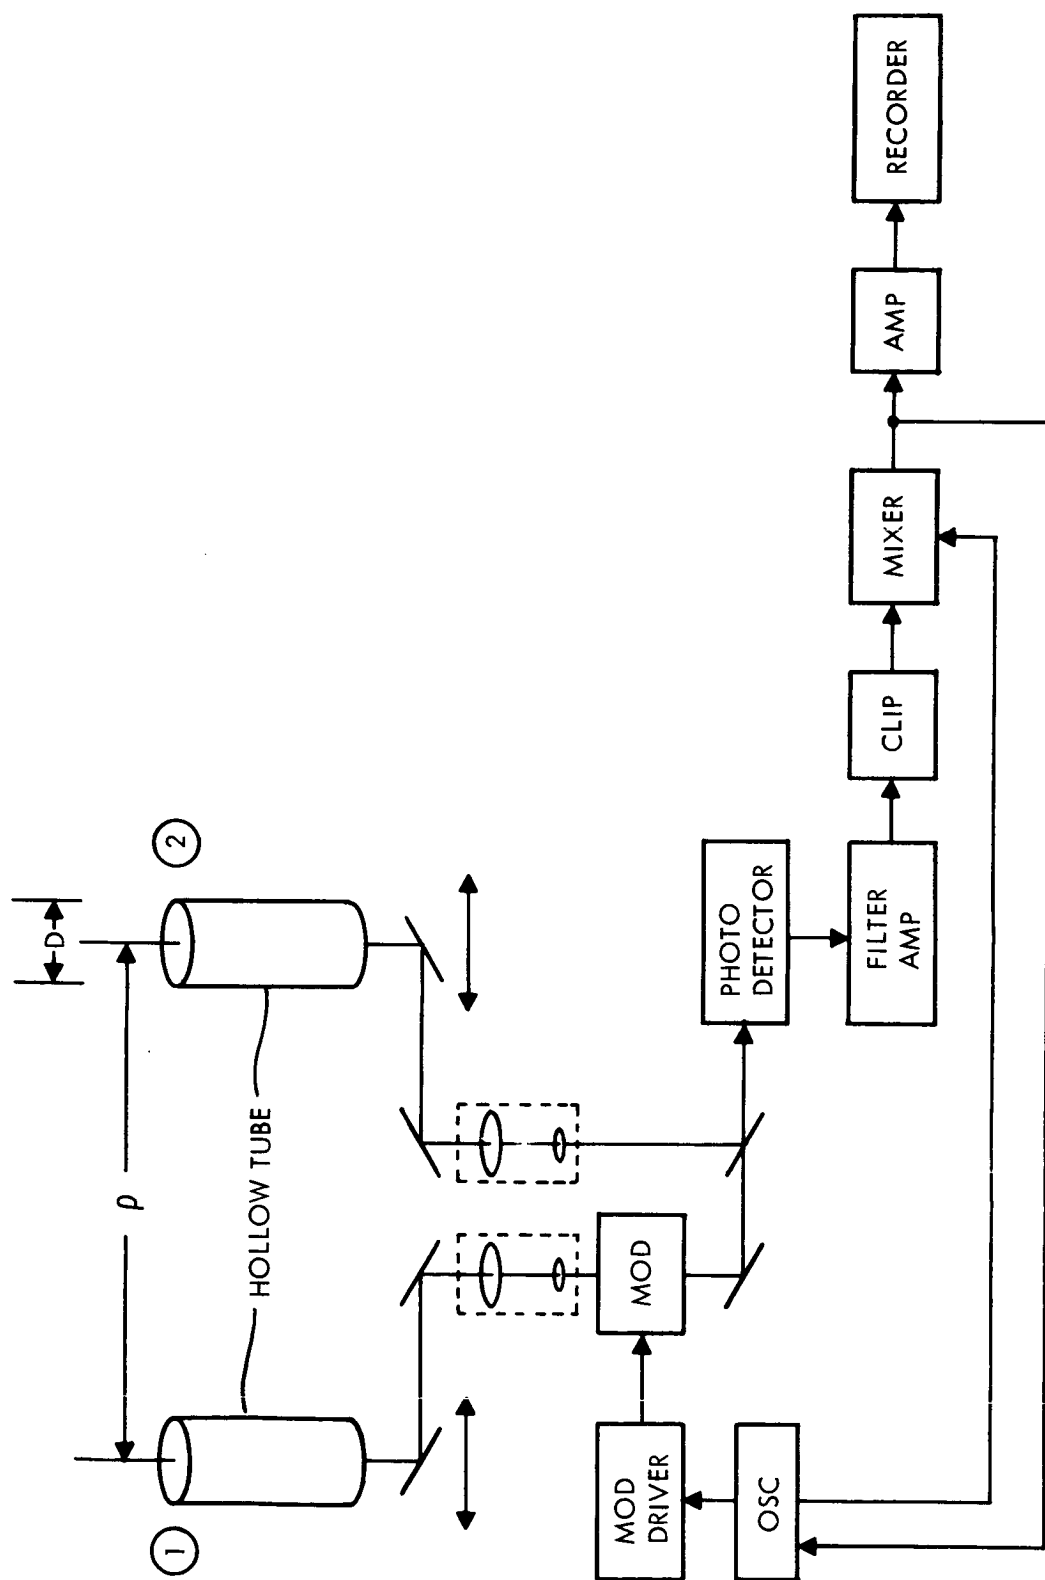 1
2
ρ
D
HOLLOW TUBE
MOD
MOD
DRIVER
OSC
PHOTO
DETECTOR
FILTER
AMP
CLIP
MIXER
AMP
RECORDER